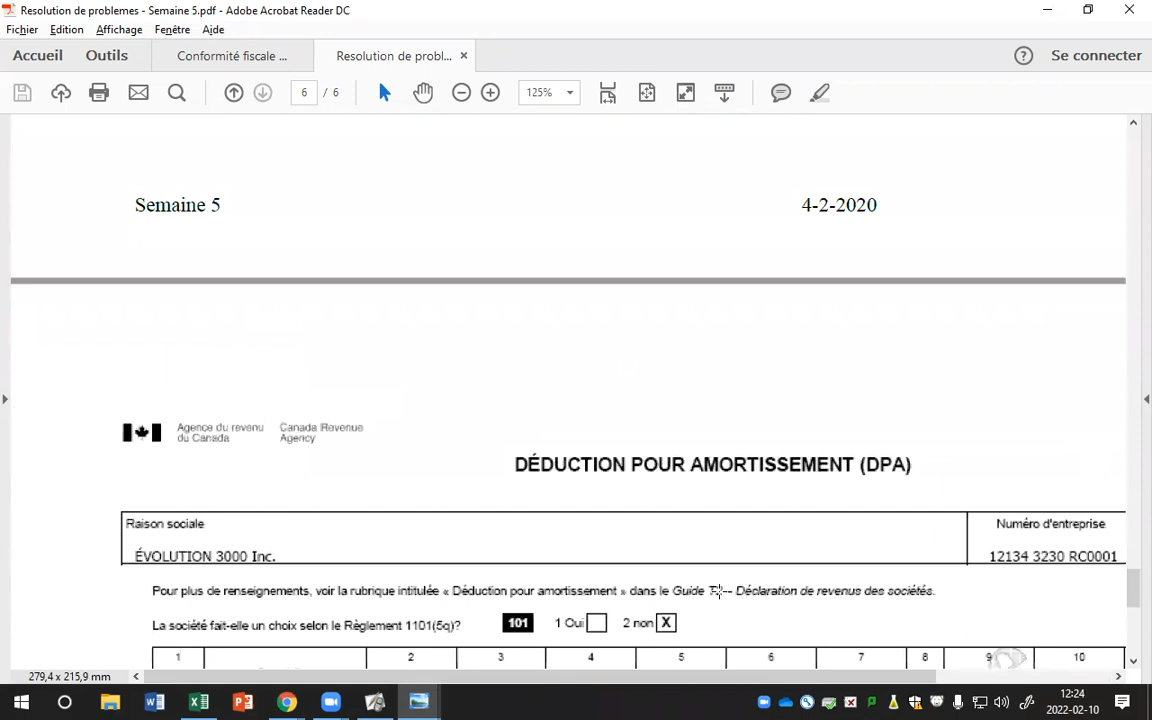 Resolution de problemes - Semaine 5.pdf - Adobe Acrobat Reader DC
Fichier Edition Affichage Fenêtre Aide
Accueil Outils Conformité fiscale ... Resolution de probl... × Se connecter
6 / 6 125%
Semaine 5 4-2-2020
Agence du revenu Canada Revenue
du Canada Agency
DÉDUCTION POUR AMORTISSEMENT (DPA)
Raison sociale Numéro d'entreprise
ÉVOLUTION 3000 Inc. 12134 3230 RC0001
Pour plus de renseignements, voir la rubrique intitulée « Déduction pour amortissement » dans le Guide -- Déclaration de revenus des sociétés.
La société fait-elle un choix selon le Règlement 1101(5q)? 101 1 Oui 2 non X
1 2 3 4 5 6 7 8 9 10
279,4 x 215,9 mm
12:24
2022-02-10